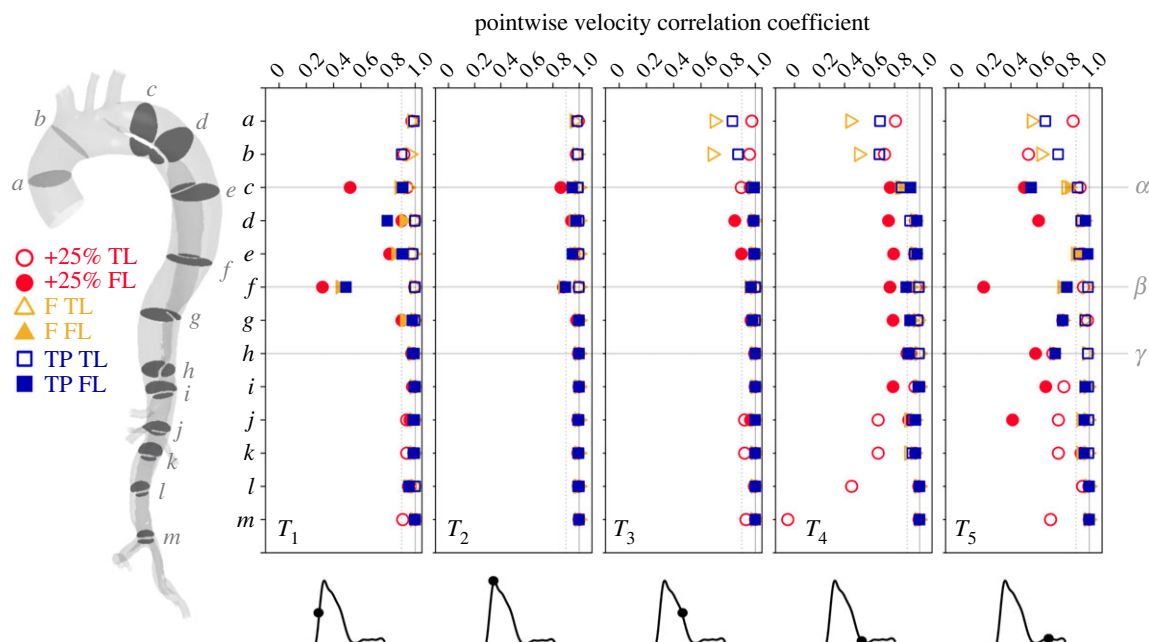 pointwise velocity correlation coefficient
0 0.2 0.4 0.6 0.8 1.0 0 0.2 0.4 0.6 0.8 1.0 0 0.2 0.4 0.6 0.8 1.0 0 0.2 0.4 0.6 0.8 1.0 0 0.2 0.4 0.6 0.8 1.0
a
b
c
d
e
f
g
h
i
j
k
l
m
+25% TL
+25% FL
F TL
F FL
TP TL
TP FL
a
b
c
d
e
f
g
h
i
j
k
l
m
α
β
γ
T1 T2 T3 T4 T5